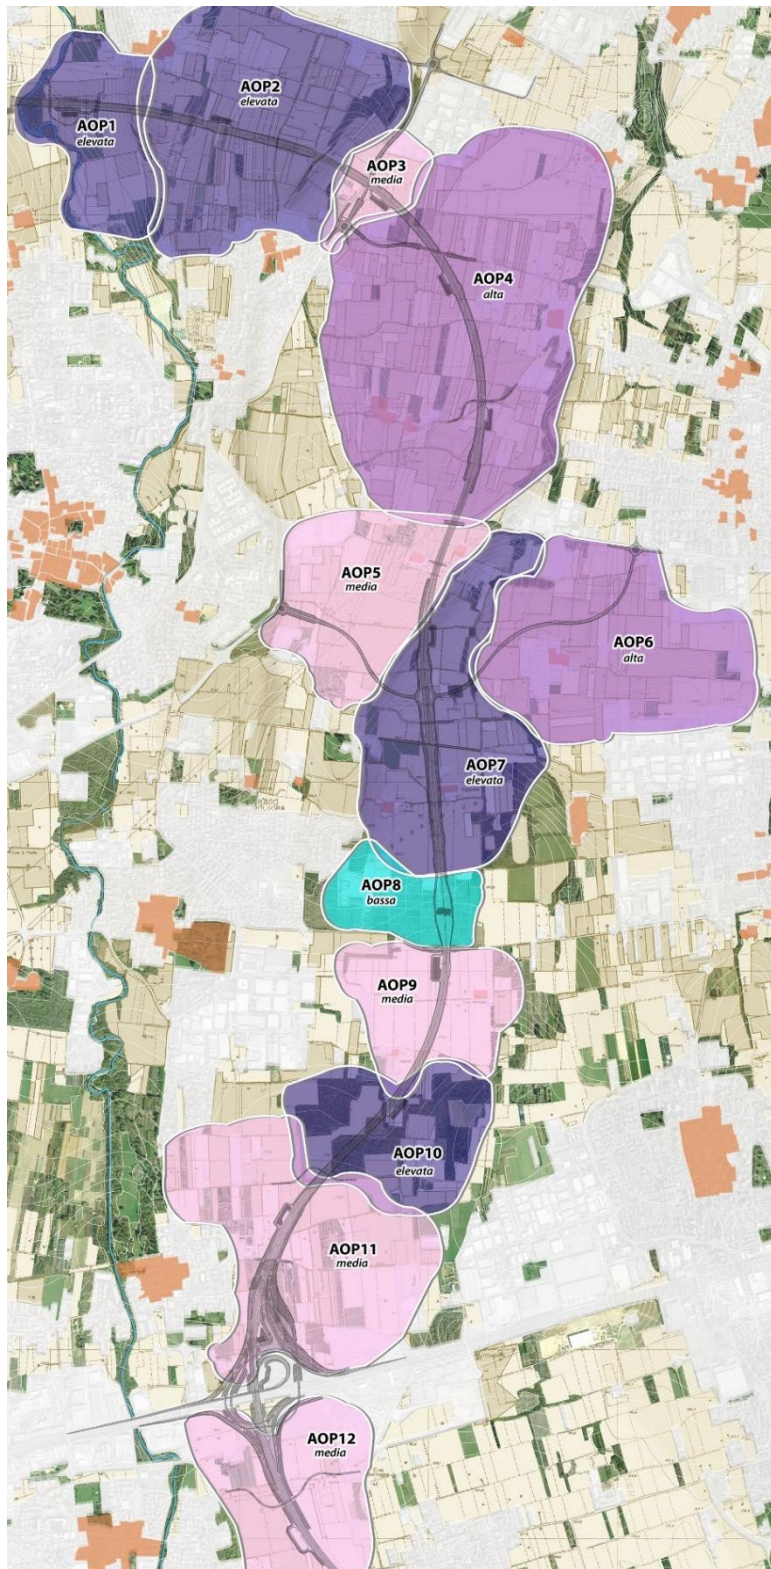 AOP2
elevata
AOP1
elevata
AOP3
media
AOP4
alta
AOP5
media
AOP6
alta
AOP7
elevata
AOP8
bassa
AOP9
media
AOP10
elevata
AOP11
media
AOP12
media